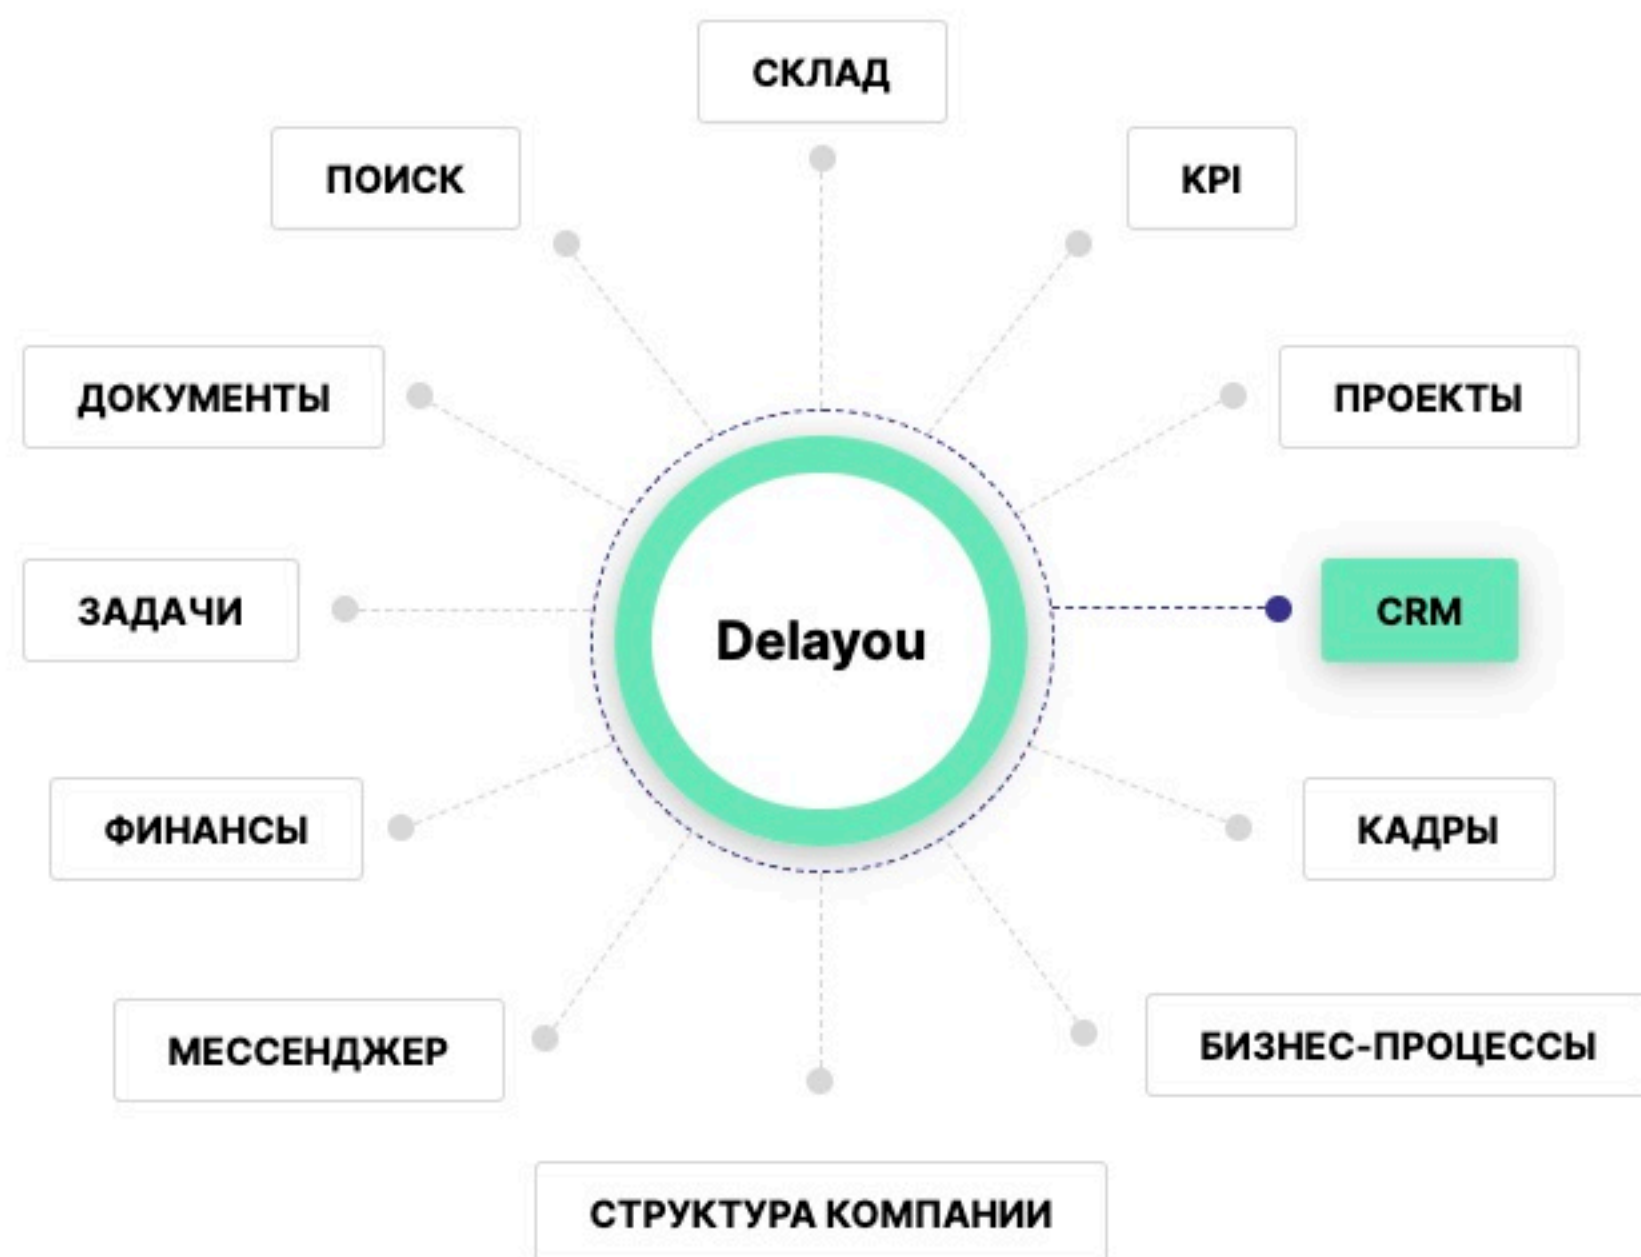 СКЛАД
ПОИСК
KPI
ДОКУМЕНТЫ
ПРОЕКТЫ
ЗАДАЧИ
CRM
Delayou
ФИНАНСЫ
КАДРЫ
МЕССЕНДЖЕР
БИЗНЕС-ПРОЦЕССЫ
СТРУКТУРА КОМПАНИИ